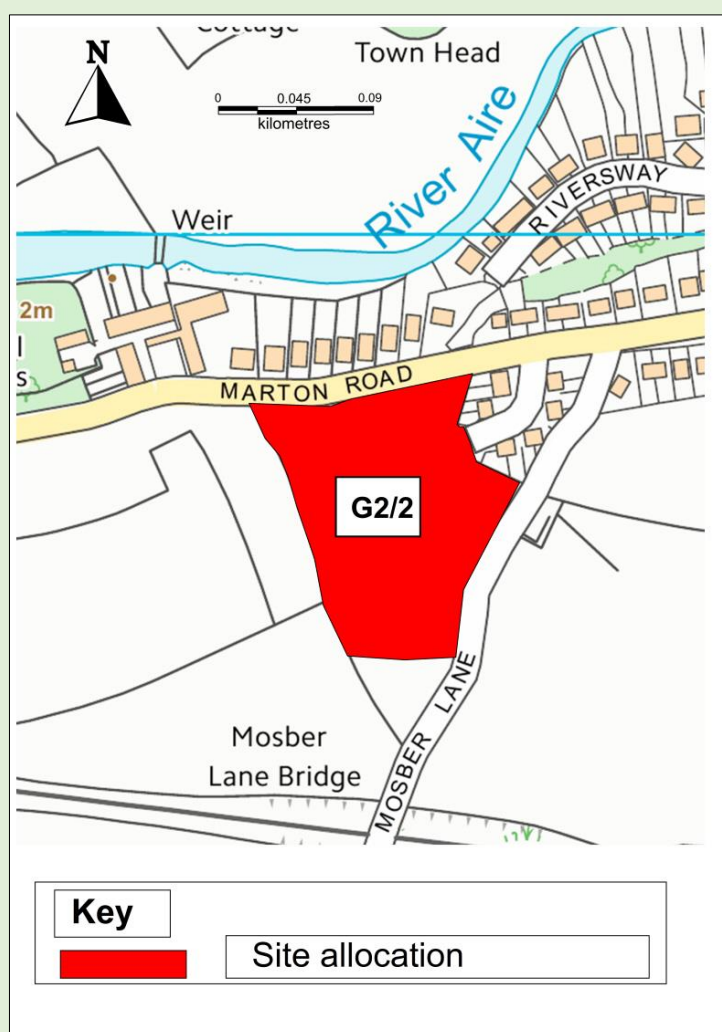 Cottage
Town Head
N
0 0.045 0.09
kilometres
River Aire
RIVERSWAY
Weir
2m
l
s
MARTON ROAD
G2/2
MOSBER LANE
Mosber
Lane Bridge
Key
Site allocation